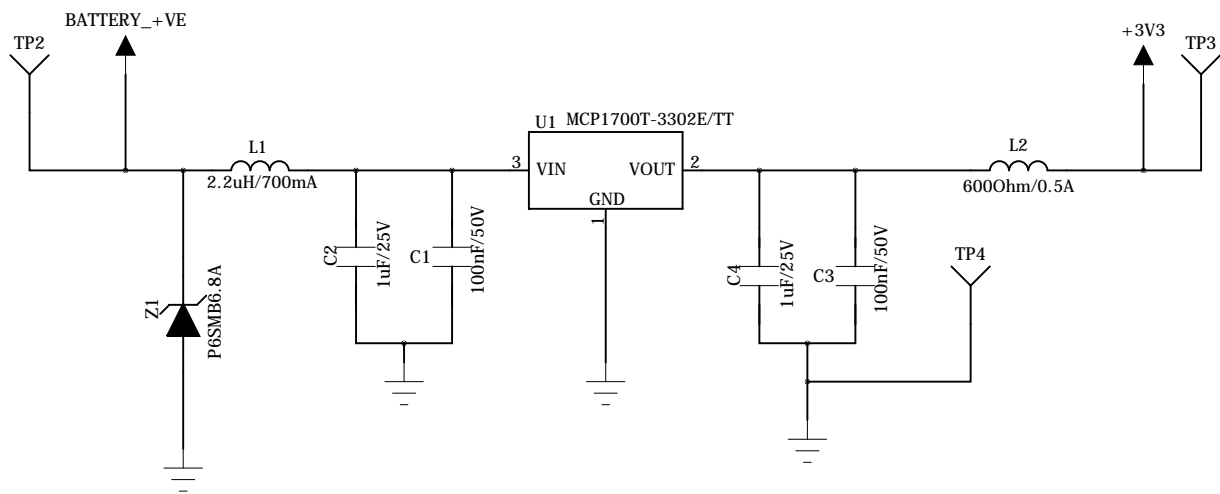 BATTERY_+VE
TP2
+3V3
TP3
U1 MCP1700T-3302E/TT
L1
2.2uH/700mA
3 VIN
VOUT 2
GND
1
L2
600Ohm/0.5A
C2
1uF/25V
C1
100nF/50V
C4
1uF/25V
C3
100nF/50V
TP4
Z1
P6SMB6.8A